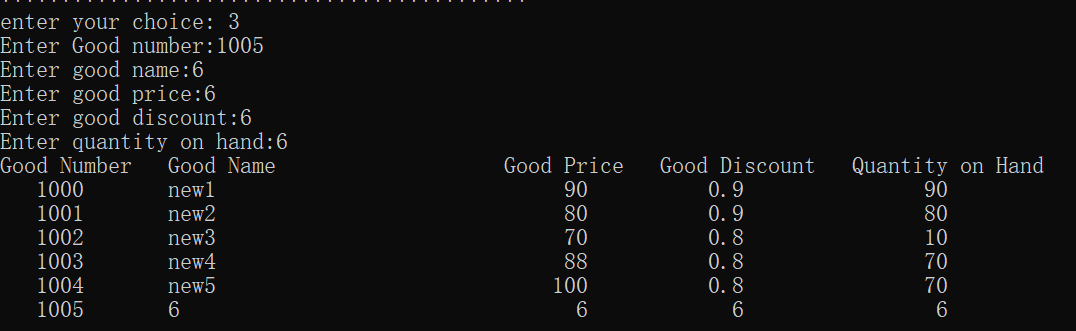 enter your choice: 3
Enter Good number:1005
Enter good name:6
Enter good price:6
Enter good discount:6
Enter quantity on hand:6
Good Number Good Name Good Price Good Discount Quantity on Hand
1000 new1 90 0.9 90
1001 new2 80 0.9 80
1002 new3 70 0.8 10
1003 new4 88 0.8 70
1004 new5 100 0.8 70
1005 6 6 6 6